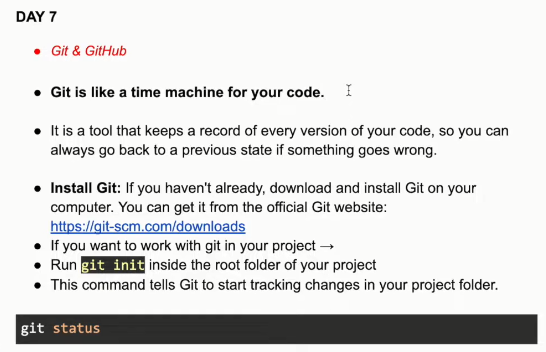 DAY 7
● Git & GitHub
● Git is like a time machine for your code.
● It is a tool that keeps a record of every version of your code, so you can
always go back to a previous state if something goes wrong.
● Install Git: If you haven't already, download and install Git on your
computer. You can get it from the official Git website:
https://git-scm.com/downloads
● If you want to work with git in your project →
● Run git init inside the root folder of your project
● This command tells Git to start tracking changes in your project folder.
git status